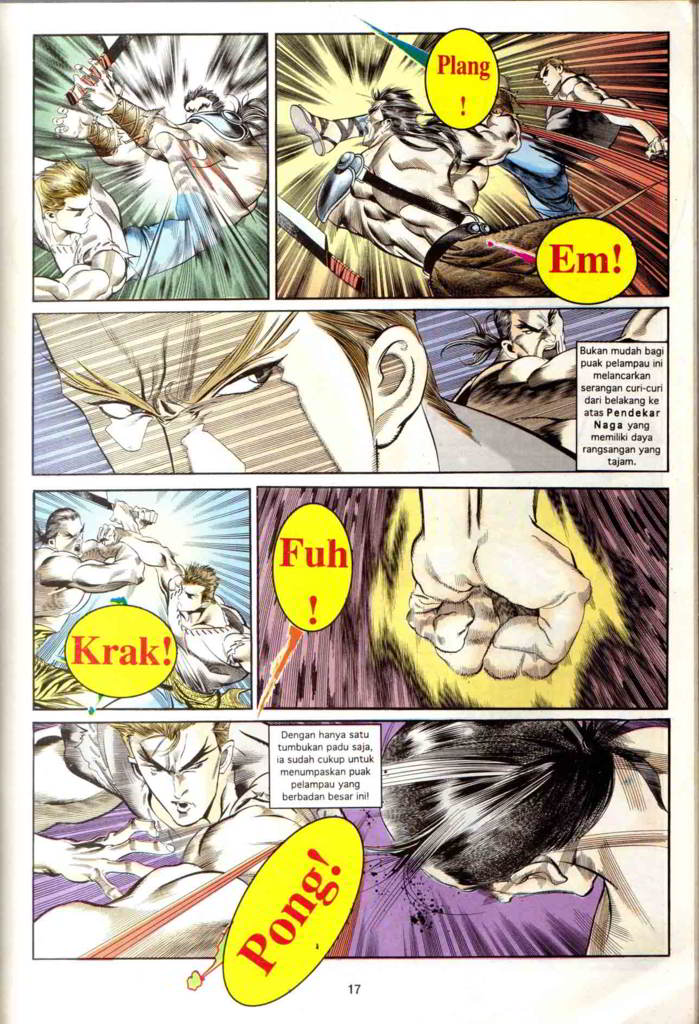 Plang
!
Em!
Bukan mudah bagi
puak pelampau ini
melancarkan
serangan curi-curi
dari belakang ke
atas Pendekar
Naga yang
memiliki daya
rangsangan yang
tajam.
Krak!
Fuh
!
Dengan hanya satu
tumbukan padu saja,
ia sudah cukup untuk
menumpaskan puak
pelampau yang
berbadan besar ini!
Pong!
17